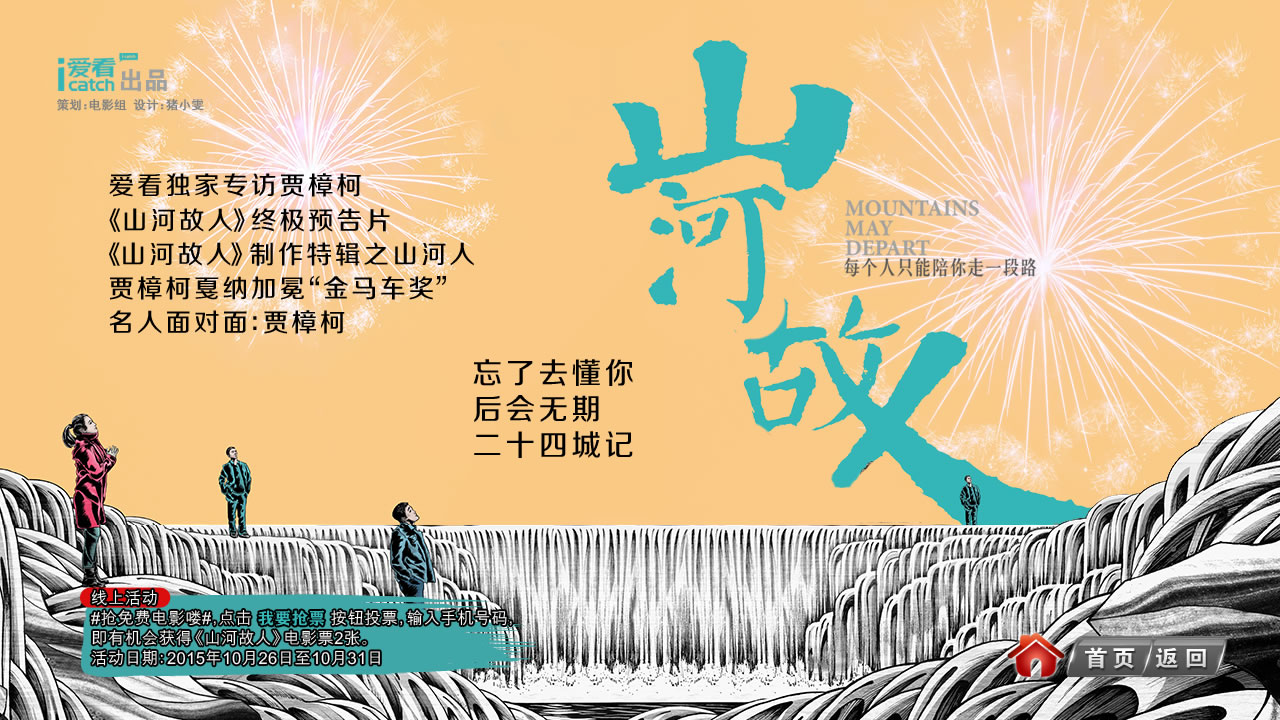 i爱看
catch 出品
策划:电影组 设计:猪小雯
爱看独家专访贾樟柯
《山河故人》终极预告片
《山河故人》制作特辑之山河人
贾樟柯戛纳加冕“金马车奖”
名人面对面:贾樟柯
忘了去懂你
后会无期
二十四城记
山河故人
MOUNTAINS
MAY
DEPART
每个人只能陪你走一段路
线上活动
#抢免费电影喽#,点击 我要抢票 按钮投票,输入手机号码,
即有机会获得《山河故人》电影票2张。
活动日期:2015年10月26日至10月31日
首页 返回